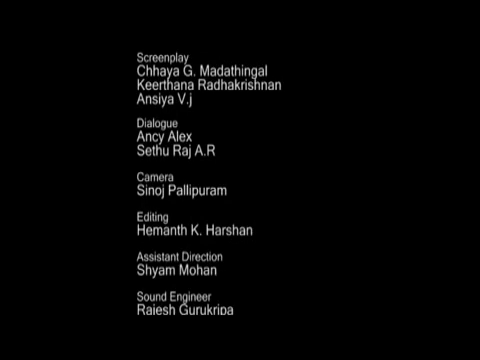 Screenplay
Chhaya G. Madathingal
Keerthana Radhakrishnan
Ansiya V.j
Dialogue
Ancy Alex
Sethu Raj A.R
Camera
Sinoj Pallipuram
Editing
Hemanth K. Harshan
Assistant Direction
Shyam Mohan
Sound Engineer
Rajesh Gurukripa